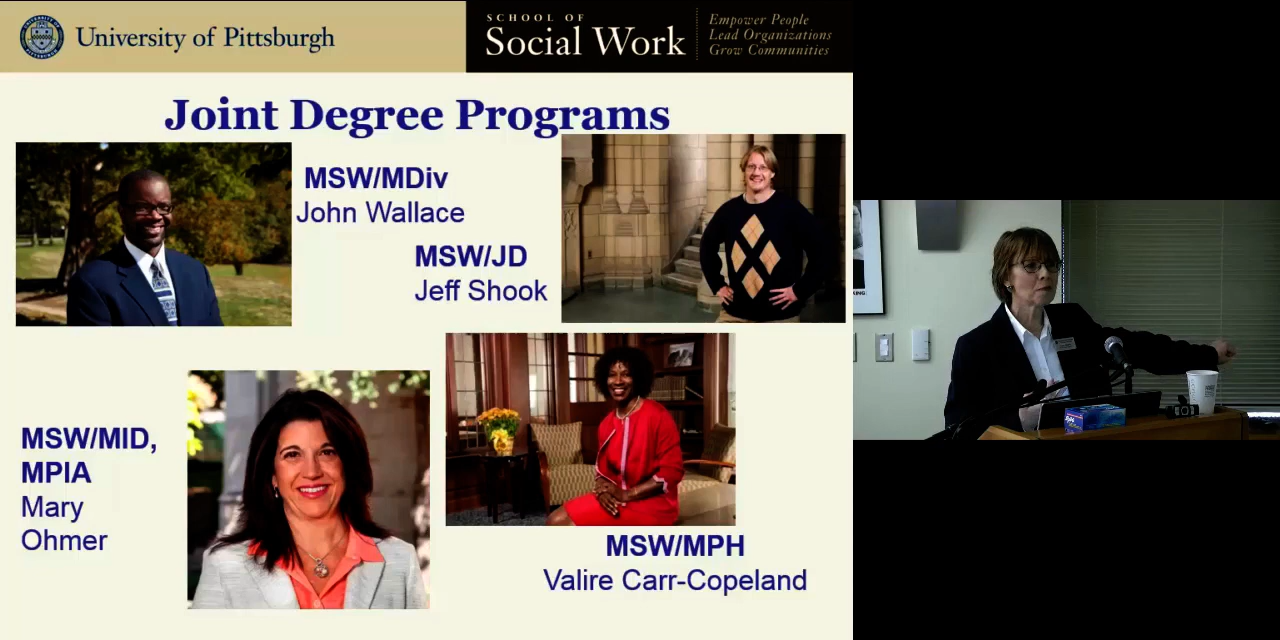 University of Pittsburgh
SCHOOL OF
Social Work
Empower People
Lead Organizations
Grow Communities
Joint Degree Programs
MSW/MDiv
John Wallace
MSW/JD
Jeff Shook
MSW/MID,
MPIA
Mary
Ohmer
MSW/MPH
Valire Carr-Copeland